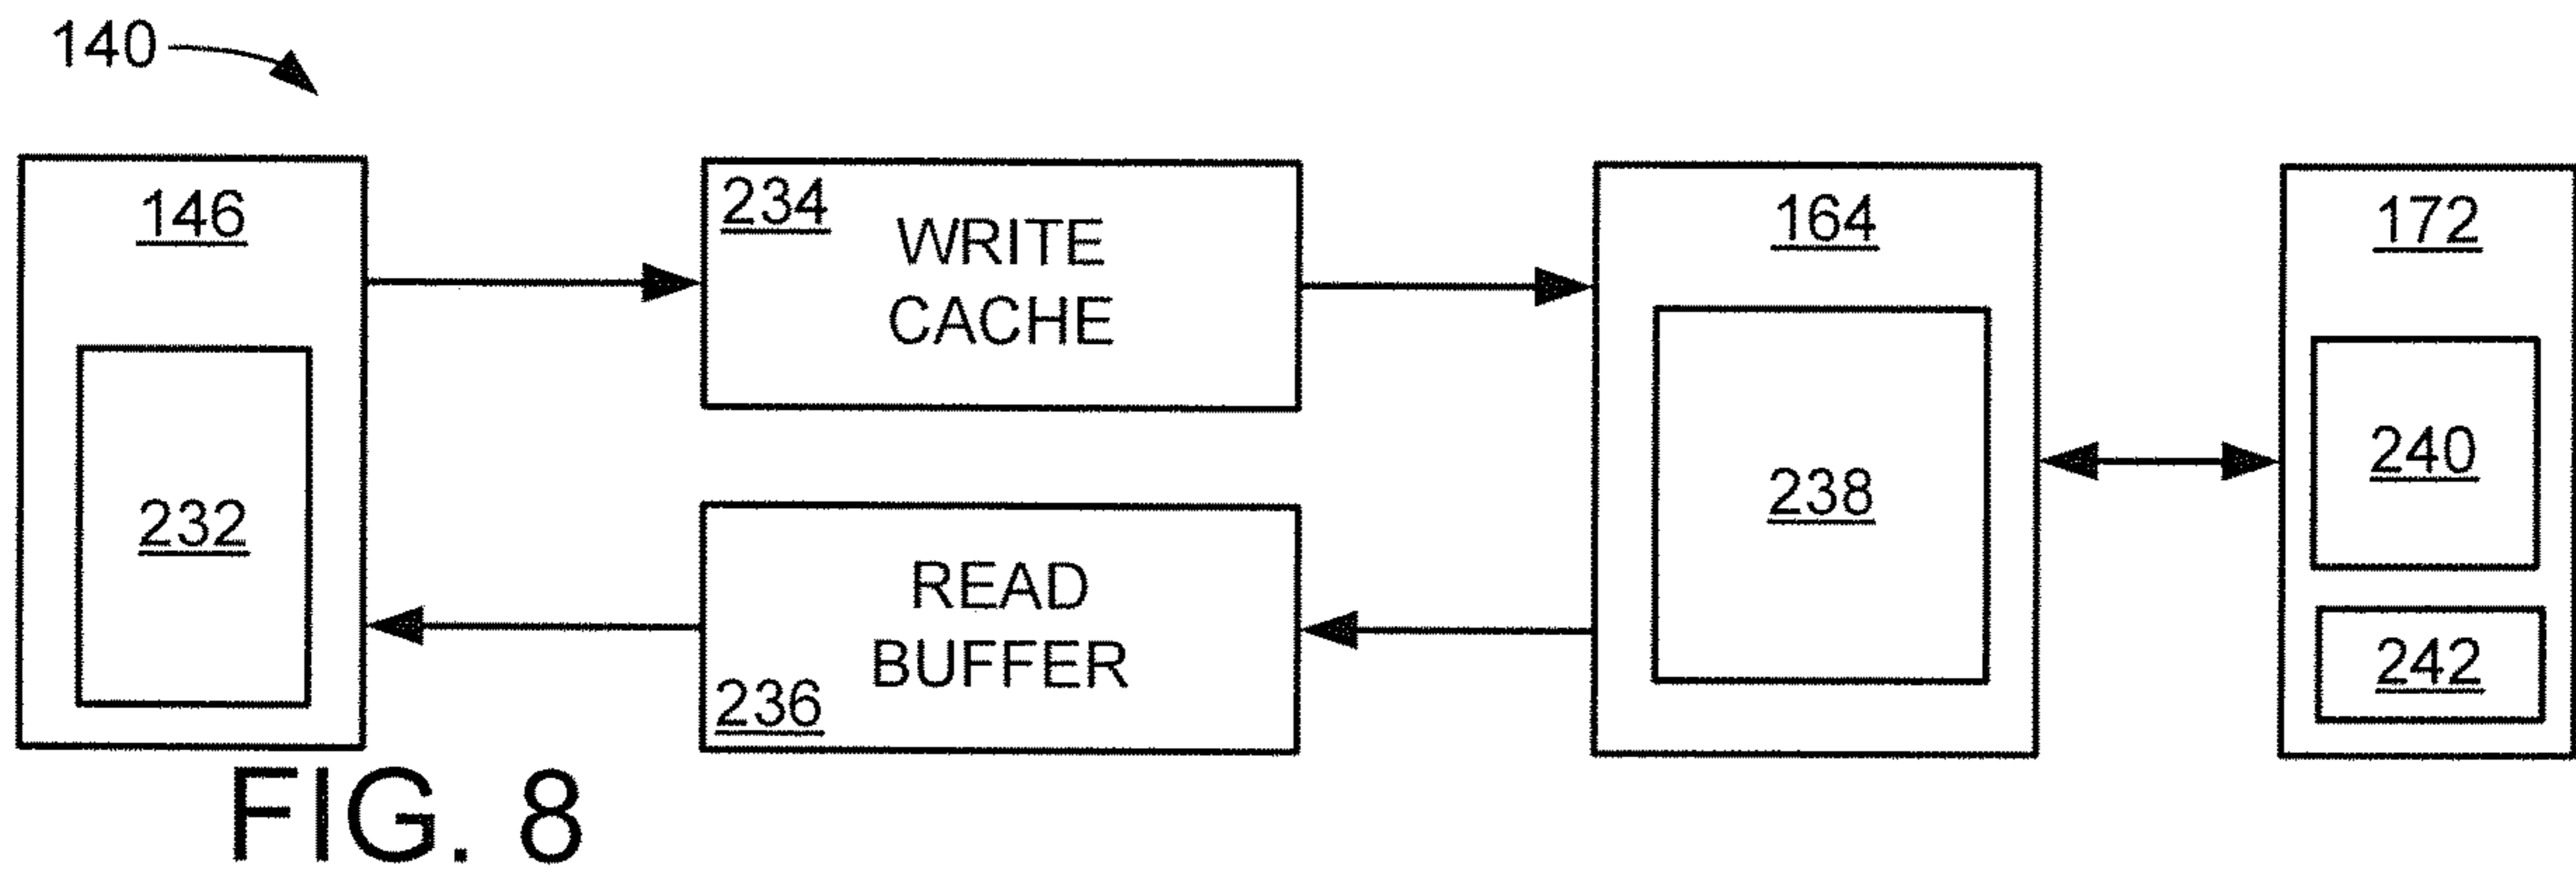 140
146
232
234
WRITE
CACHE
READ
BUFFER
236
164
238
172
240
242
FIG. 8